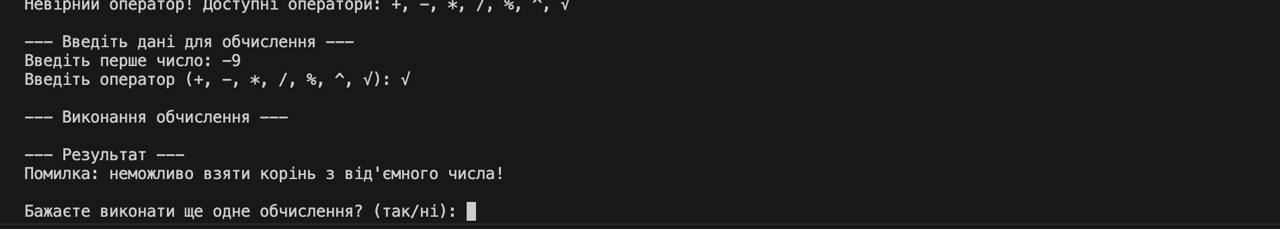 Невірний оператор! Доступні оператори: +, -, *, /, %, ^, √
--- Введіть дані для обчислення ---
Введіть перше число: -9
Введіть оператор (+, -, *, /, %, ^, √): √
--- Виконання обчислення ---
--- Результат ---
Помилка: неможливо взяти корінь з від'ємного числа!
Бажаєте виконати ще одне обчислення? (так/ні):